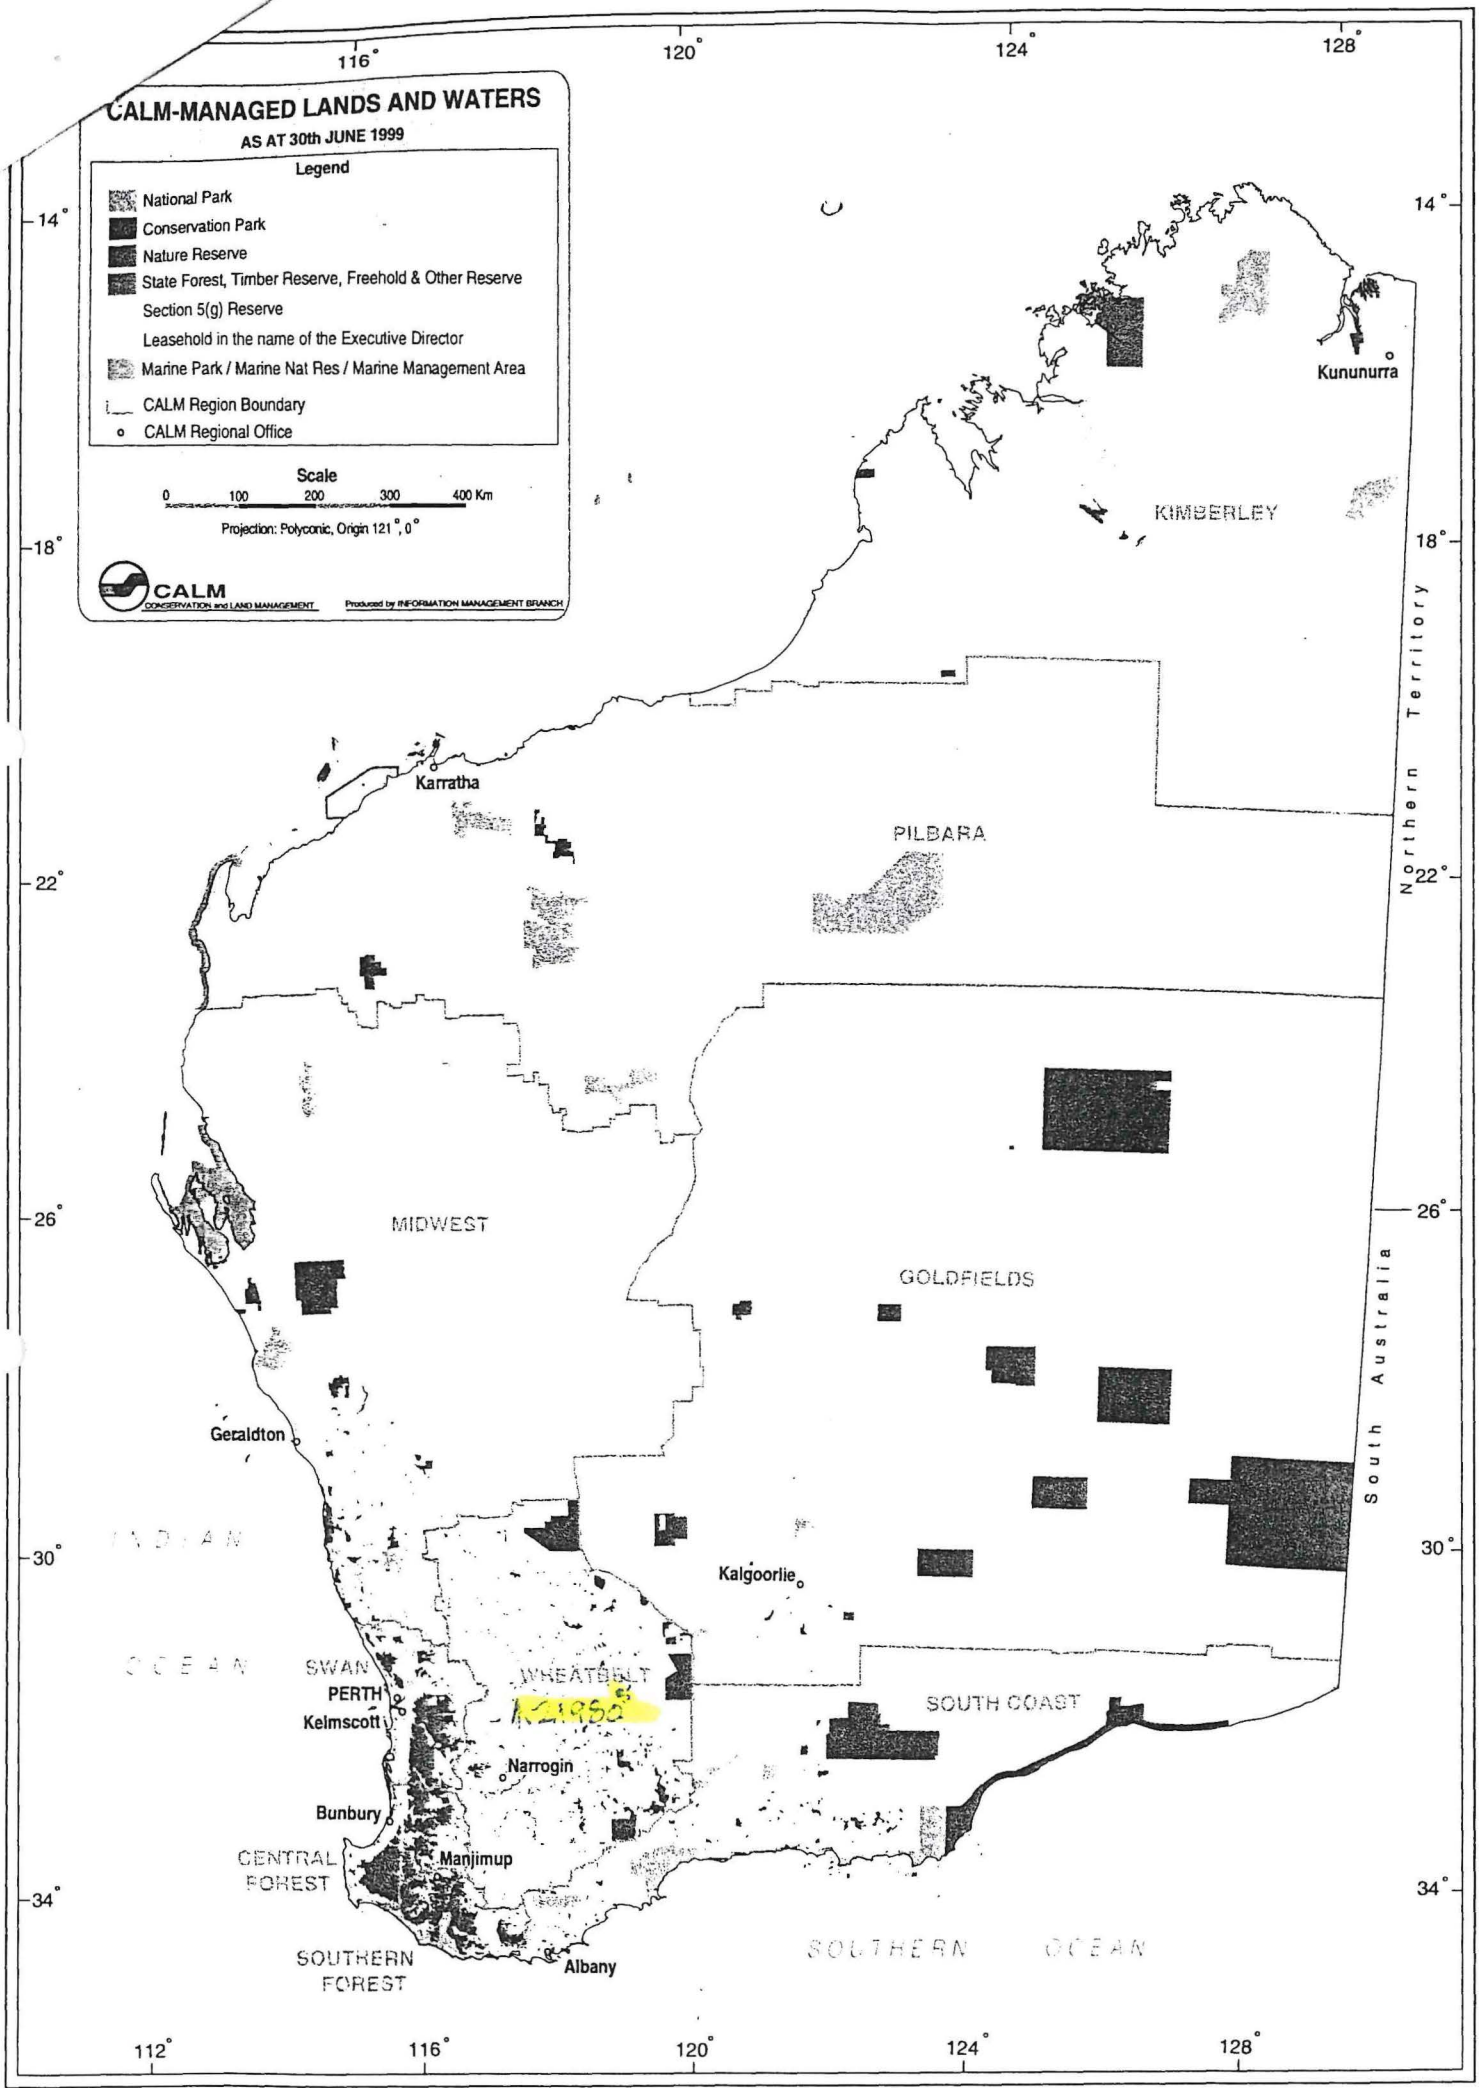 116° 120° 124° 128°
CALM-MANAGED LANDS AND WATERS
AS AT 30th JUNE 1999
Legend
National Park
Conservation Park
Nature Reserve
State Forest, Timber Reserve, Freehold & Other Reserve
Section 5(g) Reserve
Leasehold in the name of the Executive Director
Marine Park / Marine Nat Res / Marine Management Area
CALM Region Boundary
CALM Regional Office
Scale
0 100 200 300 400 Km
Projection: Polyconic, Origin 121°, 0°
CALM
CONSERVATION and LAND MANAGEMENT Produced by INFORMATION MANAGEMENT BRANCH
14° 14°
Kununurra
KIMBERLEY
18° 18°
Northern Territory
Karratha
PILBARA
22° 22°
26° 26°
MIDWEST
GOLDFIELDS
South Australia
Geraldton
INDIAN
30° 30°
Kalgoorlie
OCEAN
SWAN
WHEATBELT
PERTH
21980
SOUTH COAST
Kelmscott
Narrogin
Bunbury
CENTRAL
FOREST
Manjimup
34° 34°
SOUTHERN
FOREST
Albany
SOUTHERN OCEAN
112° 116° 120° 124° 128°